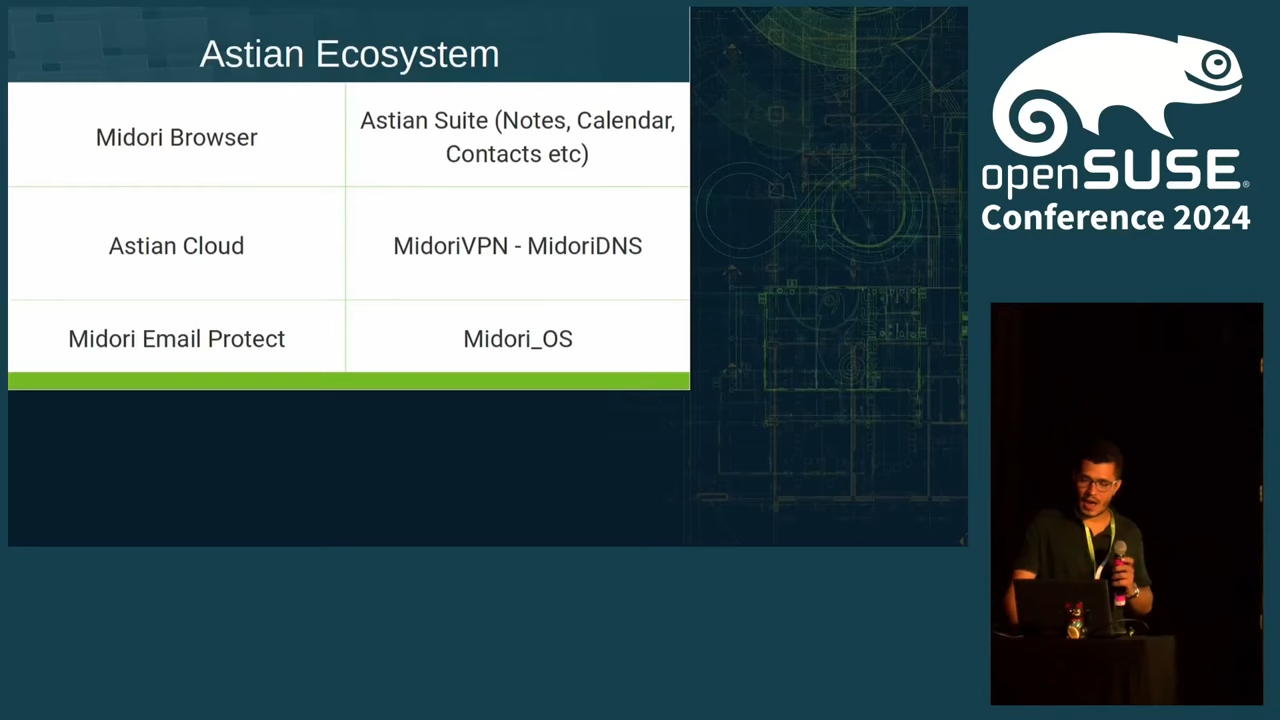 Astian Ecosystem
Midori Browser
Astian Suite (Notes, Calendar,
Contacts etc)
Astian Cloud
MidoriVPN - MidoriDNS
Midori Email Protect
Midori_OS
openSUSE®
Conference 2024